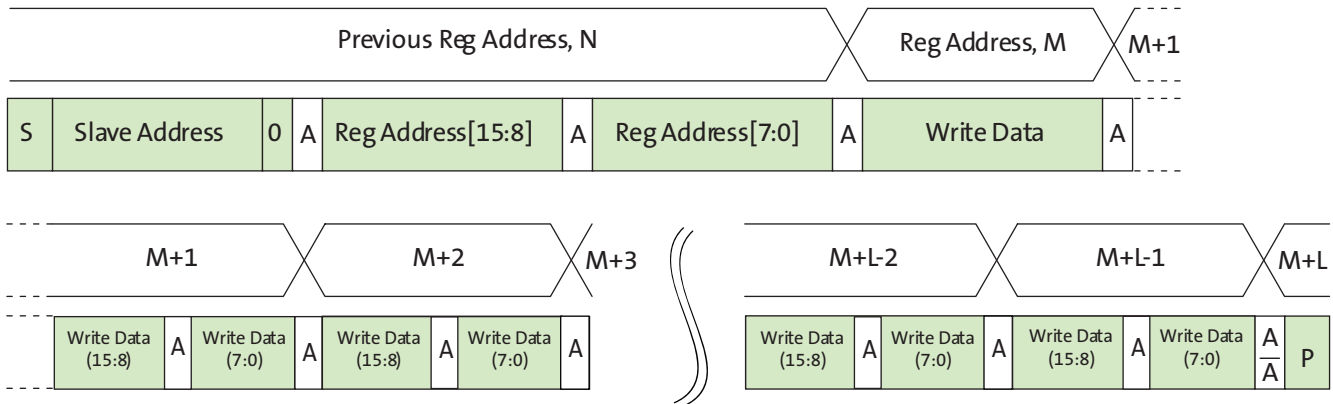 Previous Reg Address, N Reg Address, M M+1
S Slave Address 0 A Reg Address[15:8] A Reg Address[7:0] A Write Data A
M+1 M+2 M+3 M+L-2 M+L-1 M+L
Write Data (15:8) A Write Data (7:0) A Write Data (15:8) A Write Data (7:0) A Write Data (15:8) A Write Data (7:0) A Write Data (15:8) A Write Data (7:0) A/A̅ P